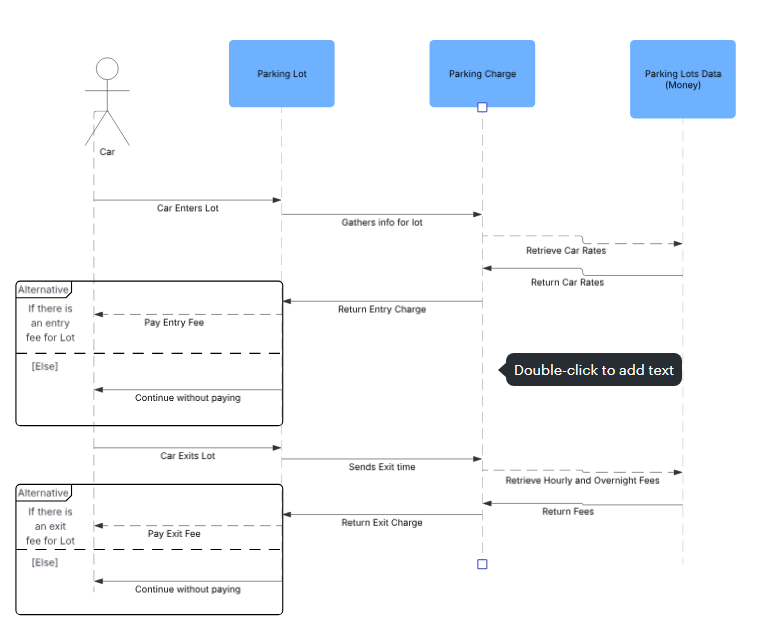 Parking Lot
Parking Charge
Parking Lots Data
(Money)
Car
Car Enters Lot
Gathers info for lot
Retrieve Car Rates
Return Car Rates
Alternative
If there is
an entry
fee for Lot
Return Entry Charge
Pay Entry Fee
[Else]
Double-click to add text
Continue without paying
Car Exits Lot
Sends Exit time
Retrieve Hourly and Overnight Fees
Alternative
If there is
an exit
fee for Lot
Return Fees
Return Exit Charge
Pay Exit Fee
[Else]
Continue without paying